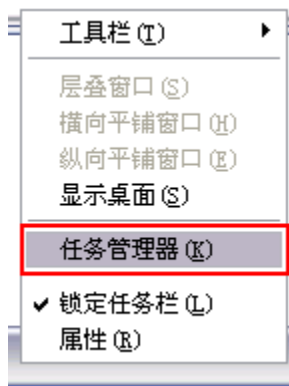 工具栏(T)
层叠窗口(S)
横向平铺窗口(H)
纵向平铺窗口(E)
显示桌面(S)
任务管理器(K)
锁定任务栏(L)
属性(R)